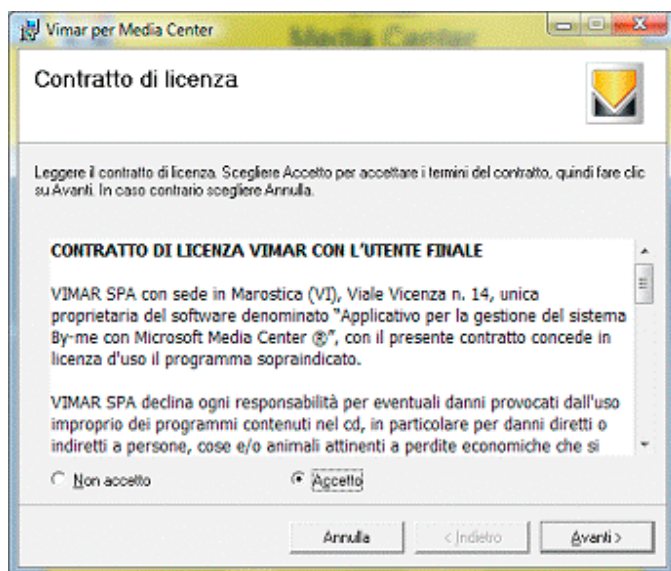 Vimar per Media Center
Media Center
Contratto di licenza
Leggere il contratto di licenza. Scegliere Accetto per accettare i termini del contratto, quindi fare clic
su Avanti. In caso contrario scegliere Annulla.
CONTRATTO DI LICENZA VIMAR CON L'UTENTE FINALE
VIMAR SPA con sede in Marostica (VI), Viale Vicenza n. 14, unica
proprietaria del software denominato "Applicativo per la gestione del sistema
By-me con Microsoft Media Center ®", con il presente contratto concede in
licenza d'uso il programma sopraindicato.
VIMAR SPA declina ogni responsabilità per eventuali danni provocati dall'uso
improprio dei programmi contenuti nel cd, in particolare per danni diretti o
indiretti a persone, cose e/o animali attinenti a perdite economiche che si
Non accetto
Accetto
Annulla
< Indietro
Avanti >